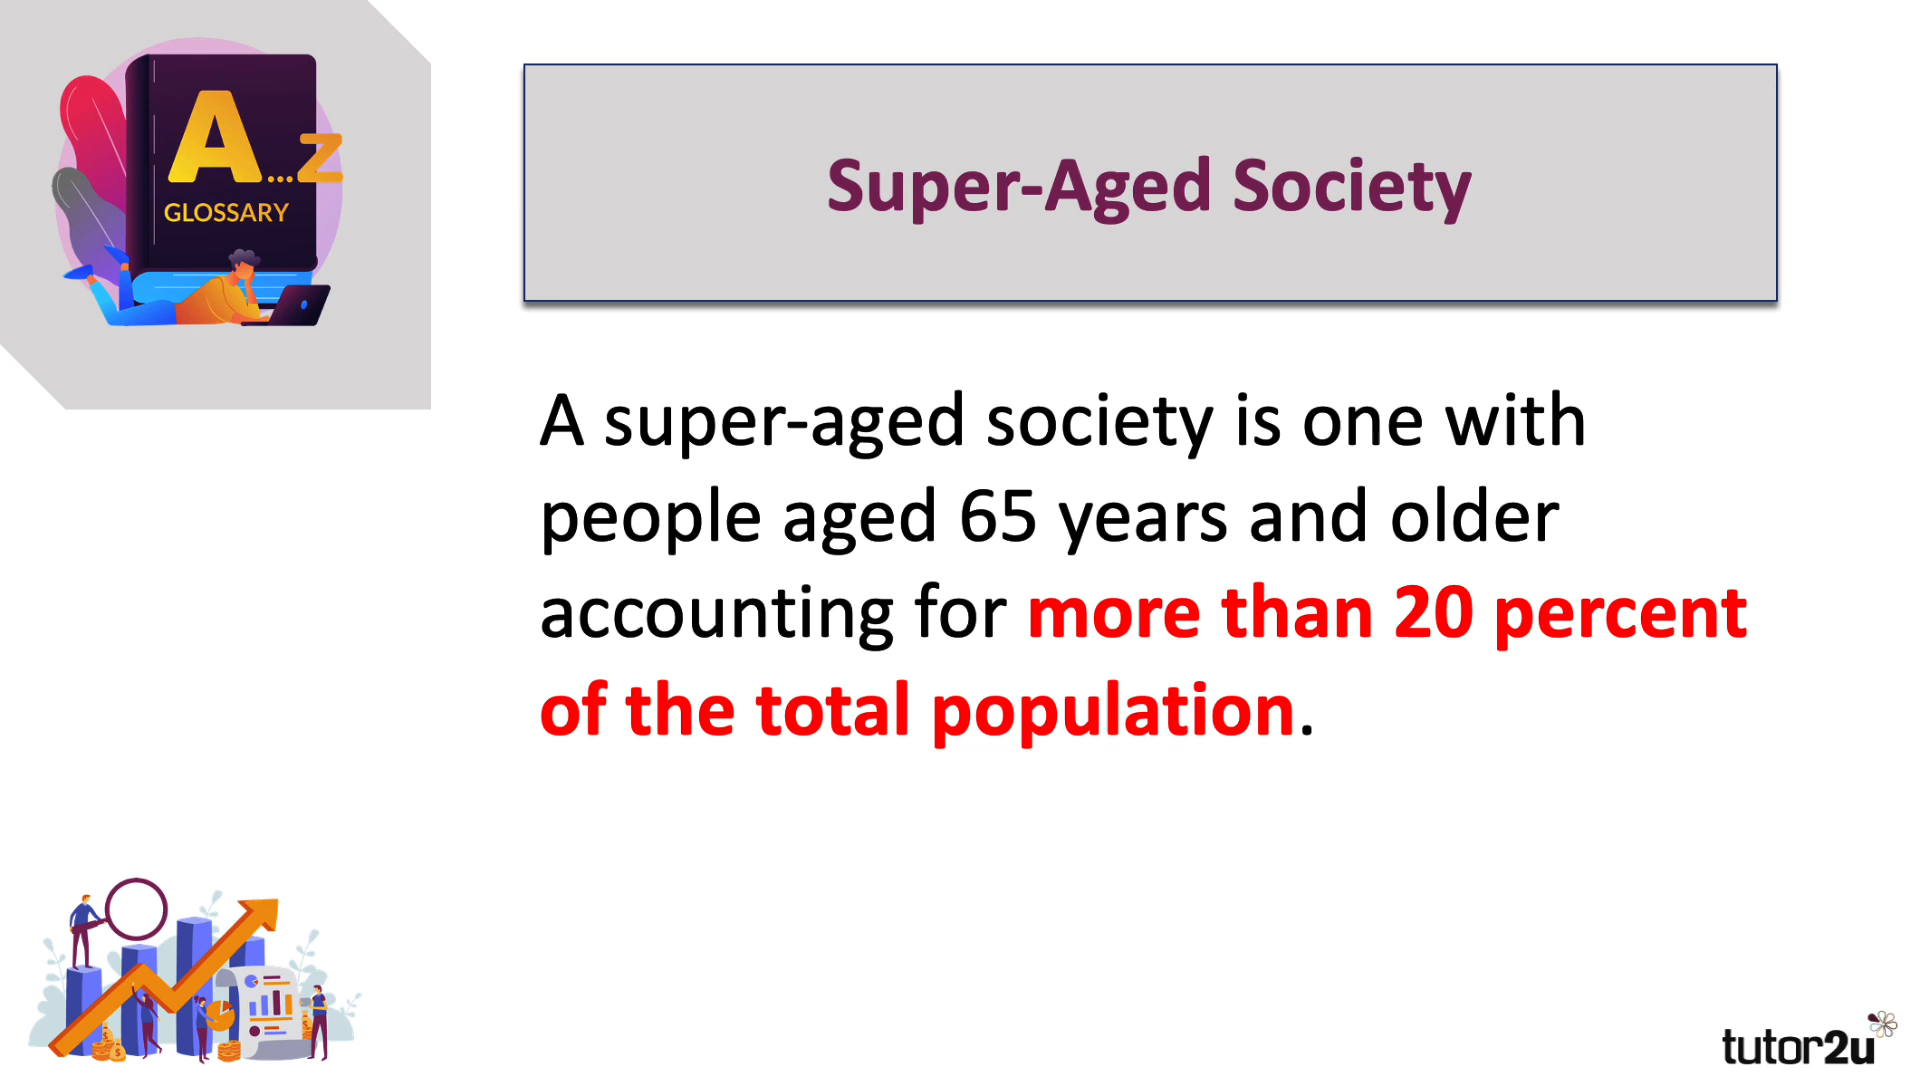 A...Z
GLOSSARY
Super-Aged Society
A super-aged society is one with
people aged 65 years and older
accounting for more than 20 percent
of the total population.
$
$
$
tutor2u